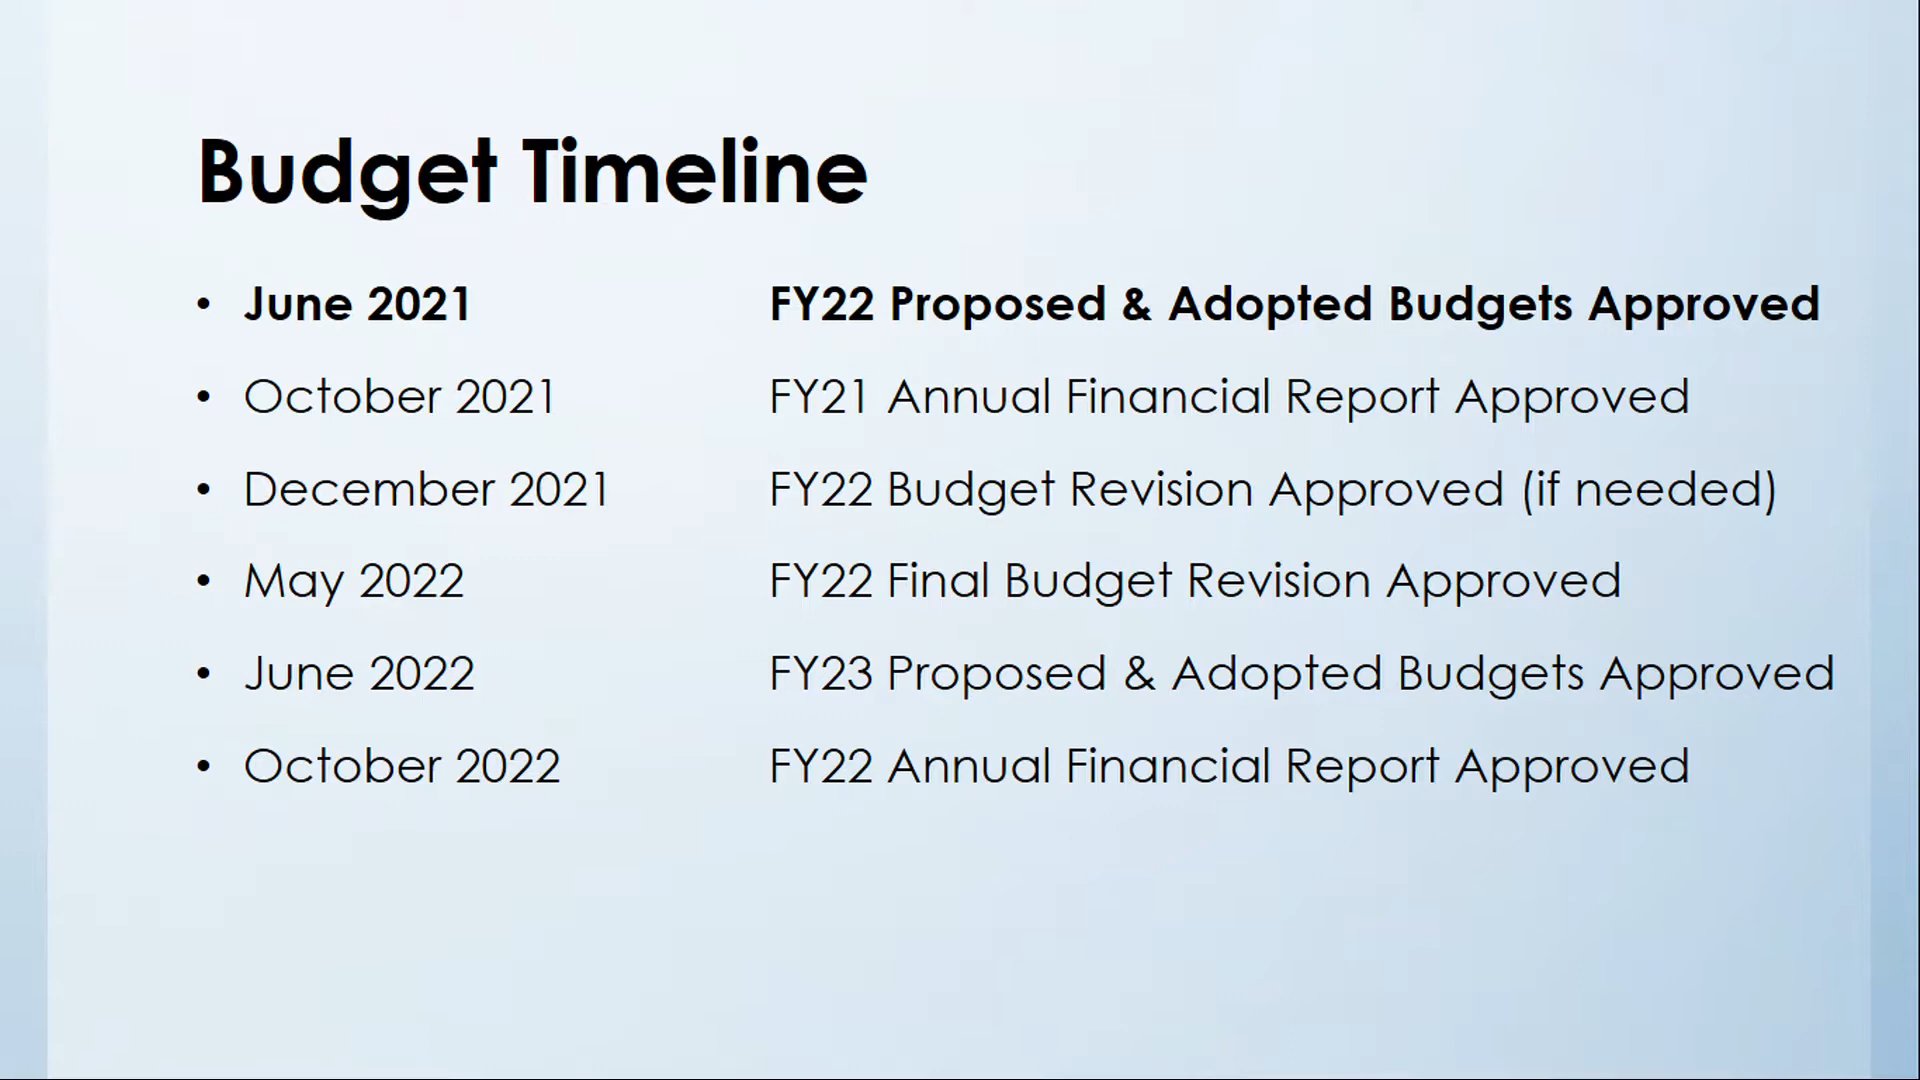 Budget Timeline
• June 2021 FY22 Proposed & Adopted Budgets Approved
• October 2021 FY21 Annual Financial Report Approved
• December 2021 FY22 Budget Revision Approved (if needed)
• May 2022 FY22 Final Budget Revision Approved
• June 2022 FY23 Proposed & Adopted Budgets Approved
• October 2022 FY22 Annual Financial Report Approved